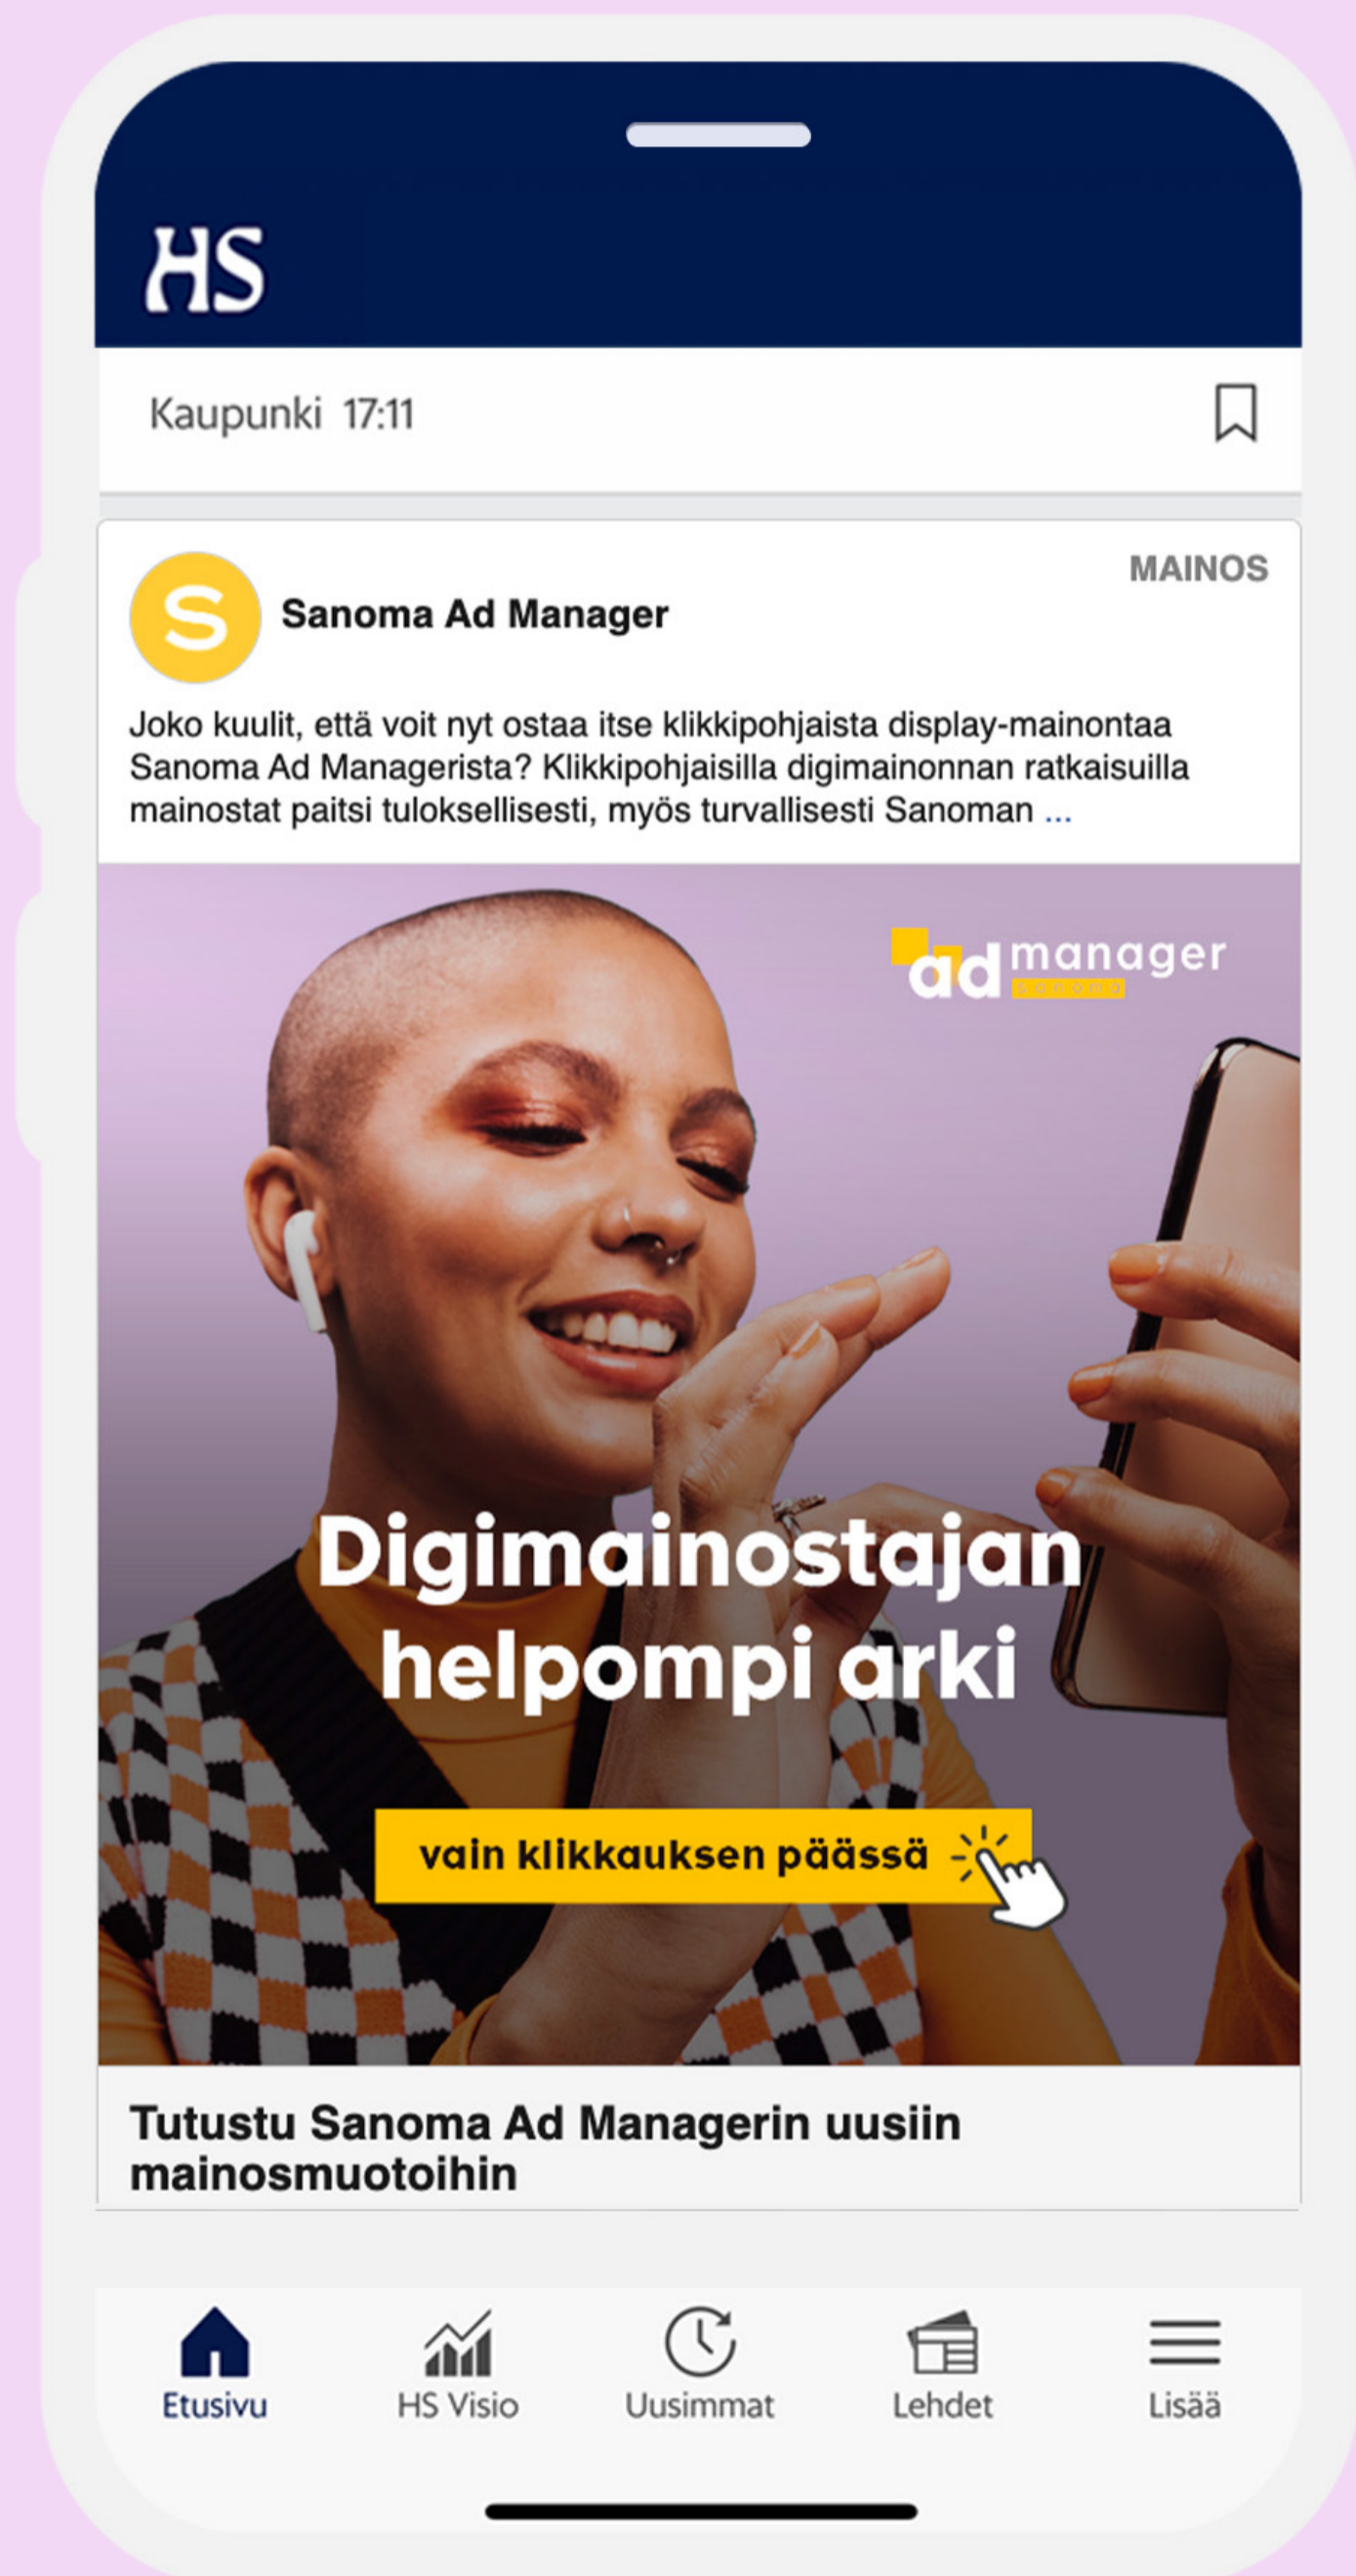 HS
Kaupunki 17:11
MAINOS
S
Sanoma Ad Manager
Joko kuulit, että voit nyt ostaa itse klikkipohjaista display-mainontaa
Sanoma Ad Managerista? Klikkipohjaisilla digimainonnan ratkaisuilla
mainostat paitsi tuloksellisesti, myös turvallisesti Sanoman ...
ad manager
sanoma
Digimainostajan
helpompi arki
vain klikkauksen päässä
Tutustu Sanoma Ad Managerin uusiin
mainosmuotoihin
Etusivu HS Visio Uusimmat Lehdet Lisää